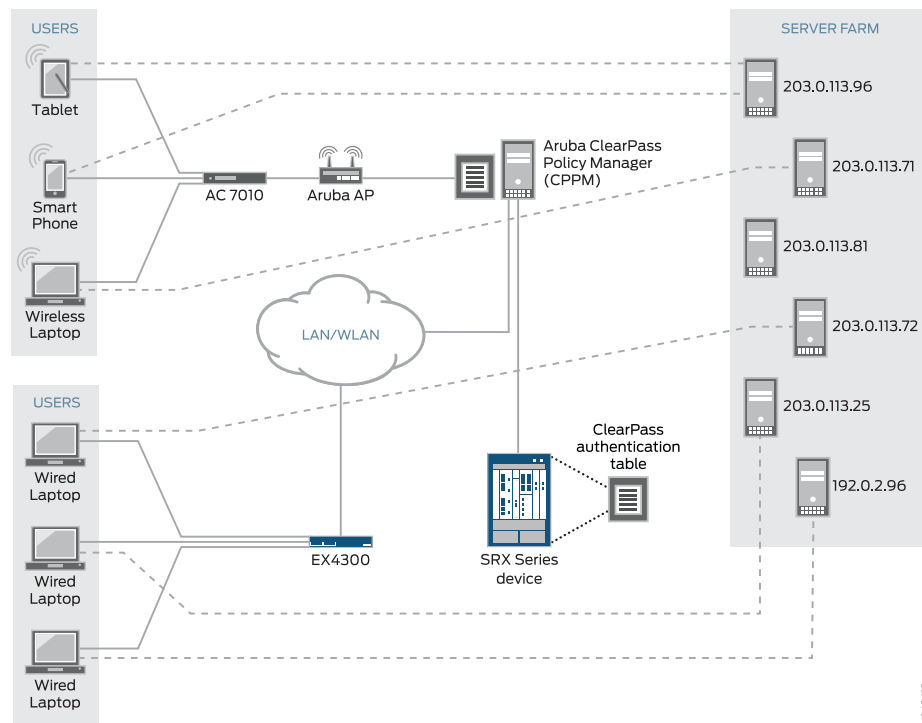 USERS
SERVER FARM
Tablet
203.0.113.96
Aruba ClearPass
Policy Manager
(CPPM)
203.0.113.71
AC 7010
Aruba AP
Smart
Phone
203.0.113.81
Wireless
Laptop
LAN/WLAN
203.0.113.72
USERS
203.0.113.25
ClearPass
authentication
table
Wired
Laptop
192.0.2.96
EX4300
SRX Series
device
Wired
Laptop
Wired
Laptop